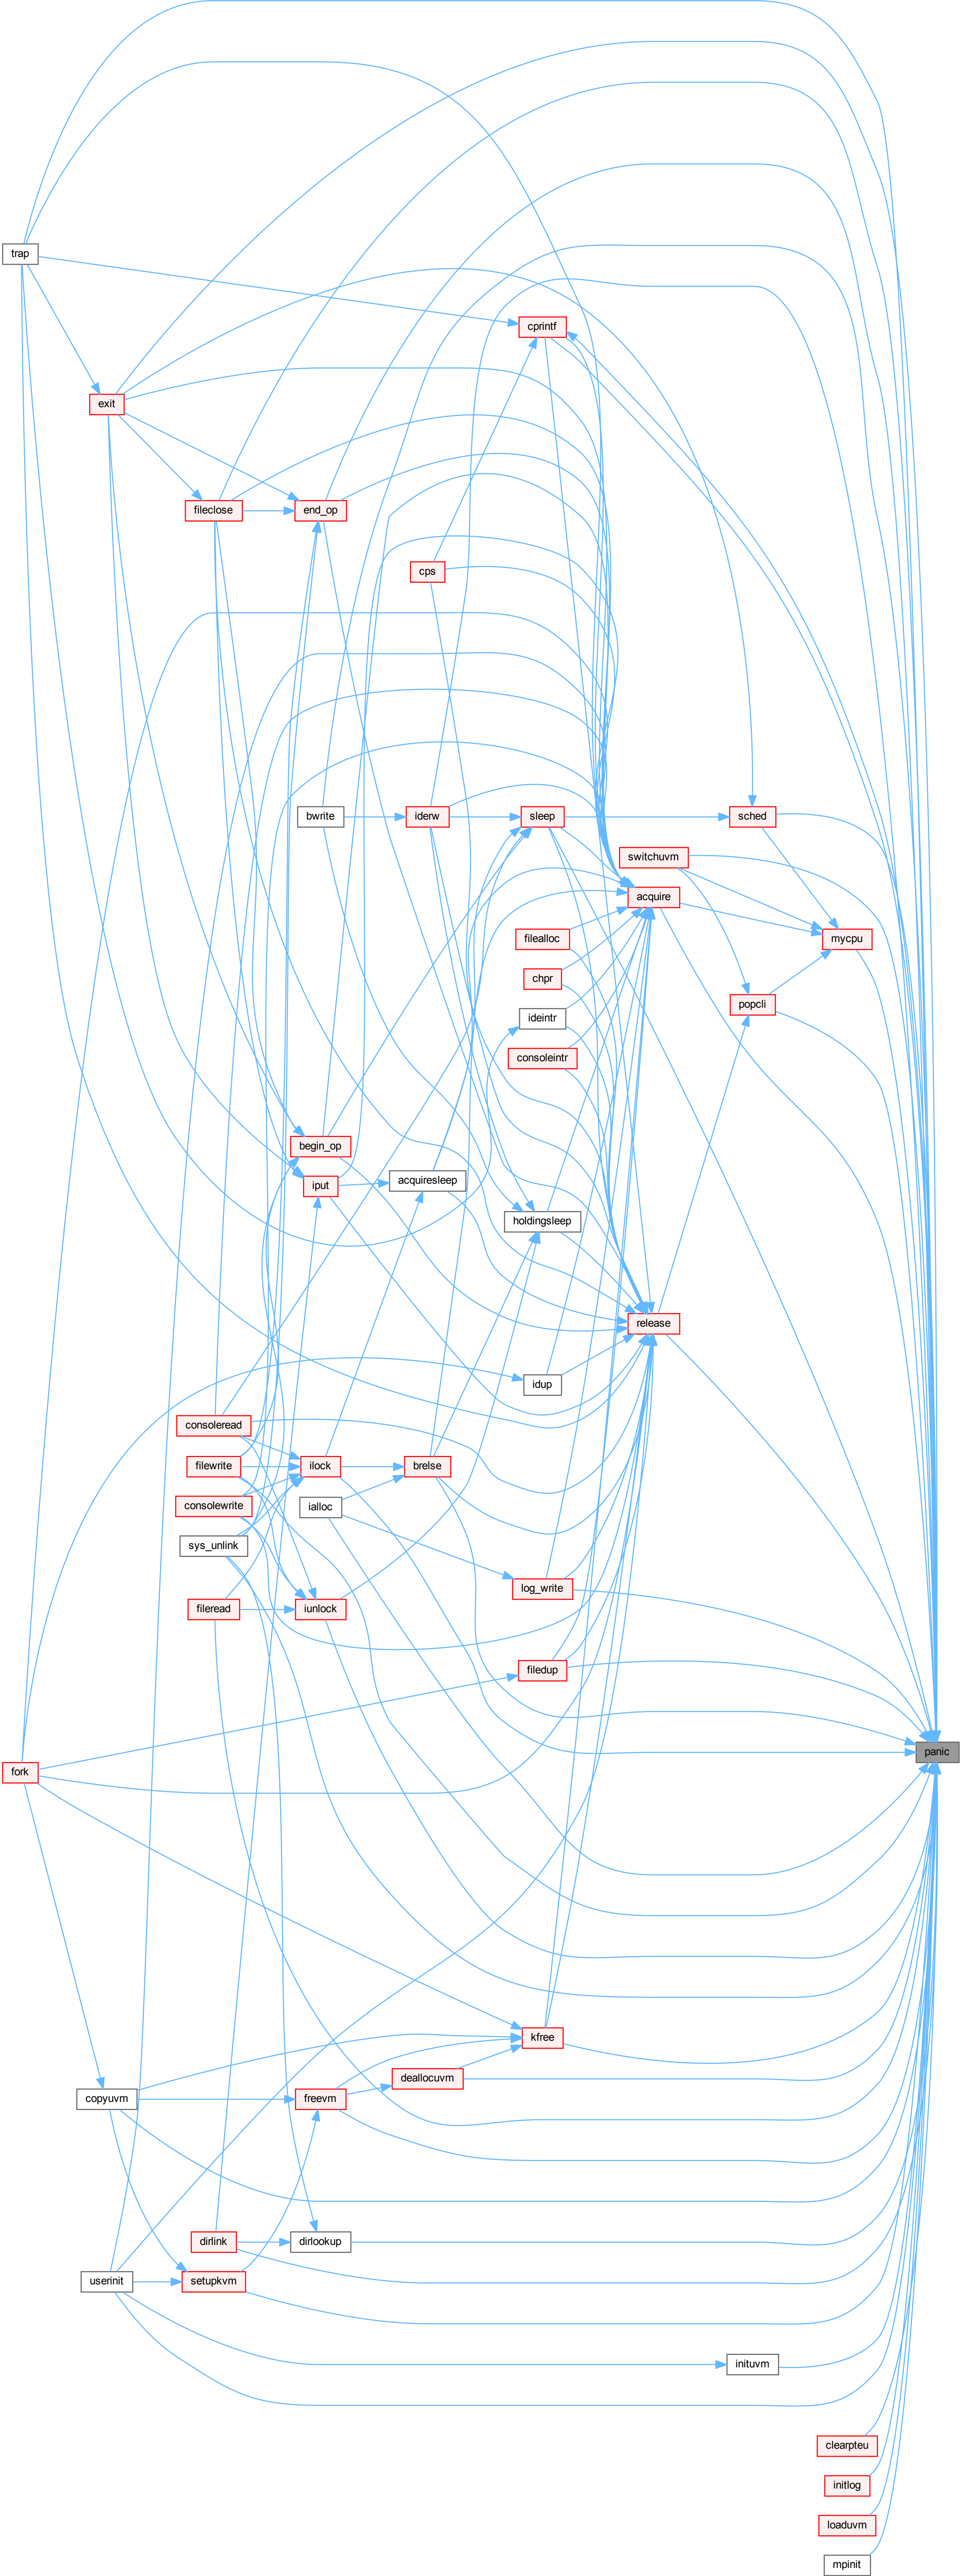 trap
cprintf
exit
fileclose
end_op
cps
bwrite
iderw
sleep
sched
switchuvm
acquire
filealloc
mycpu
chpr
popcli
ideintr
consoleintr
begin_op
iput
acquiresleep
holdingsleep
release
idup
consoleread
filewrite
ilock
brelse
consolewrite
ialloc
sys_unlink
log_write
fileread
iunlock
filedup
panic
fork
kfree
deallocuvm
copyuvm
freevm
dirlink
dirlookup
userinit
setupkvm
inituvm
clearpteu
initlog
loaduvm
mpinit